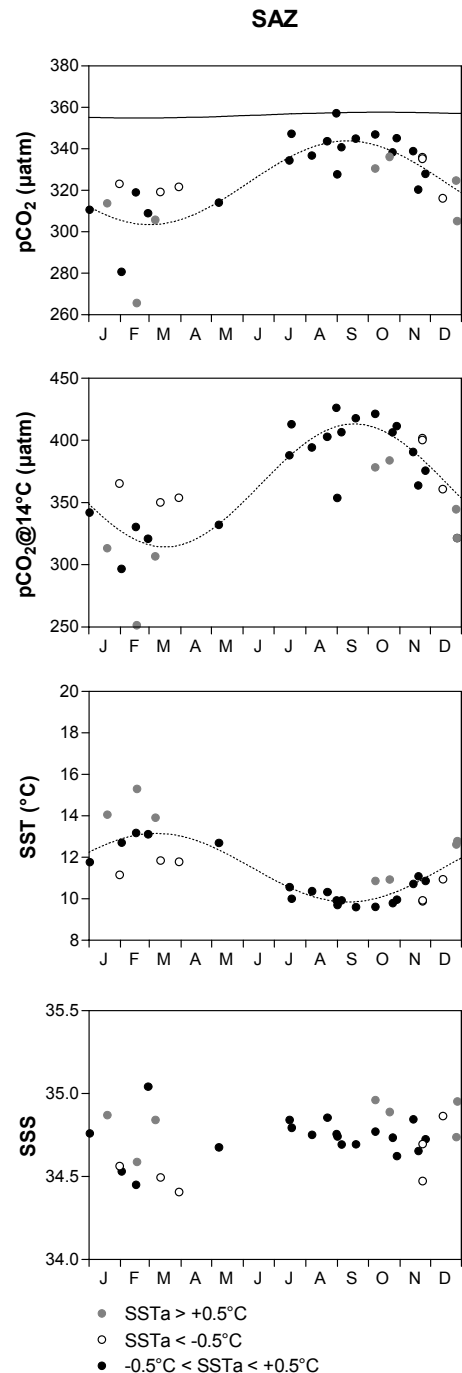 SAZ
380
360
340
320
300
280
260
pCO₂ (µatm)
J F M A M J J A S O N D
450
400
350
300
250
pCO₂@14°C (µatm)
J F M A M J J A S O N D
20
18
16
14
12
10
8
SST (°C)
J F M A M J J A S O N D
35.5
35.0
34.5
34.0
SSS
J F M A M J J A S O N D
SSTa > +0.5°C
SSTa < -0.5°C
-0.5°C < SSTa < +0.5°C